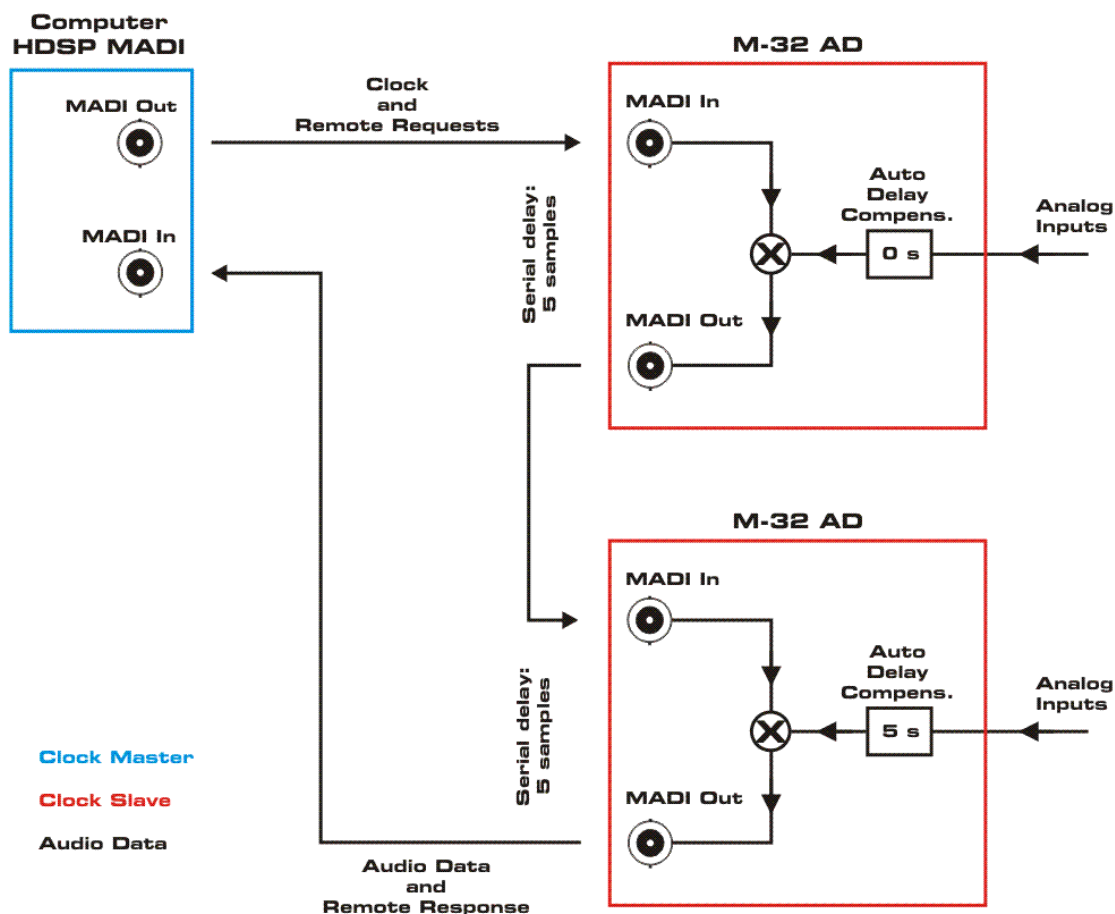 Computer
HDSP MADI
MADI Out
MADI In
Clock
and
Remote Requests
M-32 AD
MADI In
Serial delay:
5 samples
Auto
Delay
Compens.
0 s
Analog
Inputs
MADI Out
M-32 AD
MADI In
Serial delay:
5 samples
Auto
Delay
Compens.
5 s
Analog
Inputs
MADI Out
Clock Master
Clock Slave
Audio Data
Audio Data
and
Remote Response